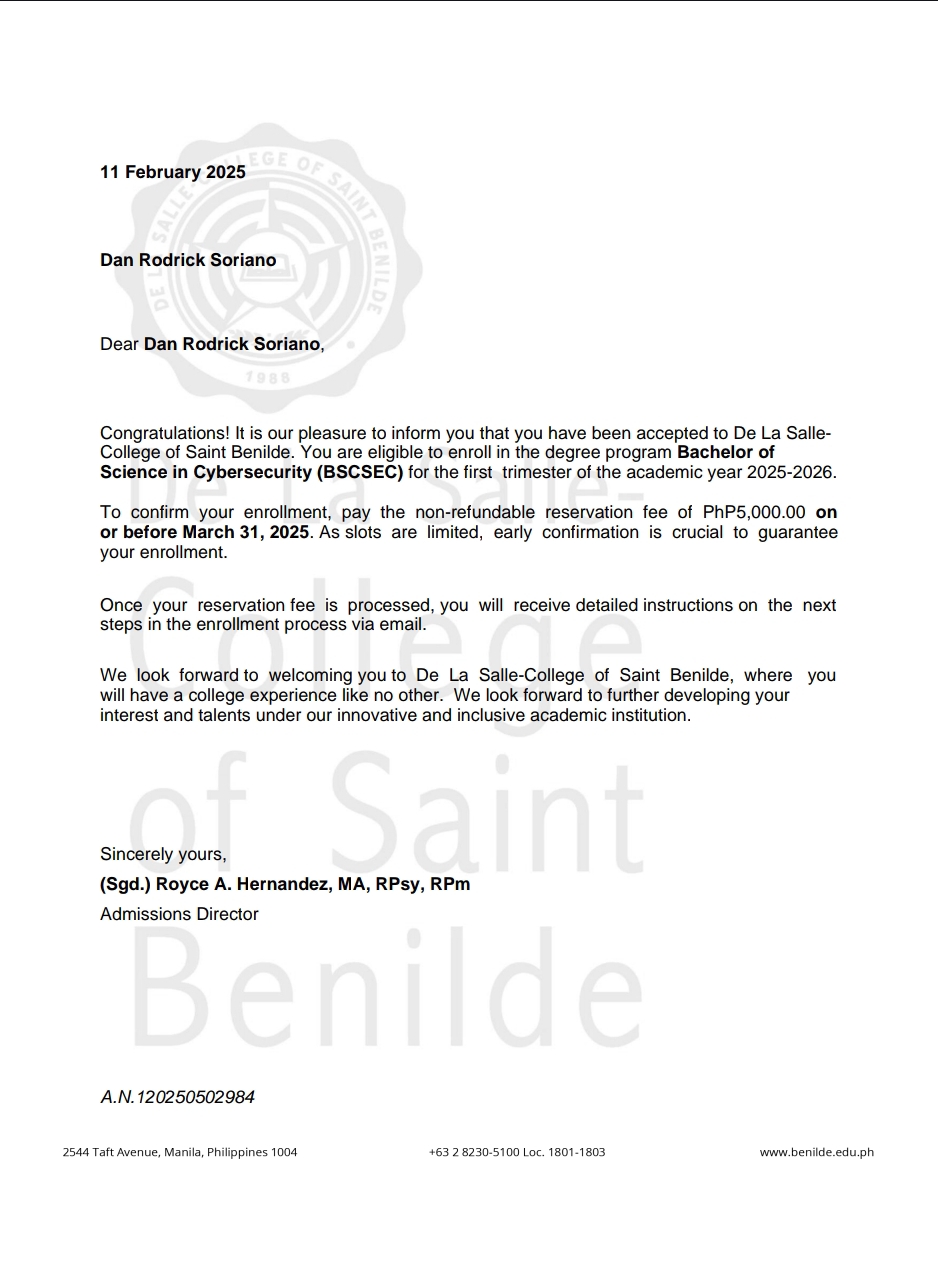 DE LA SALLE-COLLEGE OF SAINT BENILDE
1988
11 February 2025
Dan Rodrick Soriano
Dear Dan Rodrick Soriano,
Congratulations! It is our pleasure to inform you that you have been accepted to De La Salle-
College of Saint Benilde. You are eligible to enroll in the degree program Bachelor of
Science in Cybersecurity (BSCSEC) for the first trimester of the academic year 2025-2026.
To confirm your enrollment, pay the non-refundable reservation fee of PhP5,000.00 on
or before March 31, 2025. As slots are limited, early confirmation is crucial to guarantee
your enrollment.
Once your reservation fee is processed, you will receive detailed instructions on the next
steps in the enrollment process via email.
We look forward to welcoming you to De La Salle-College of Saint Benilde, where you
will have a college experience like no other. We look forward to further developing your
interest and talents under our innovative and inclusive academic institution.
De La Salle-
College
of Saint
Benilde
Sincerely yours,
(Sgd.) Royce A. Hernandez, MA, RPsy, RPm
Admissions Director
A.N.120250502984
2544 Taft Avenue, Manila, Philippines 1004 +63 2 8230-5100 Loc. 1801-1803 www.benilde.edu.ph